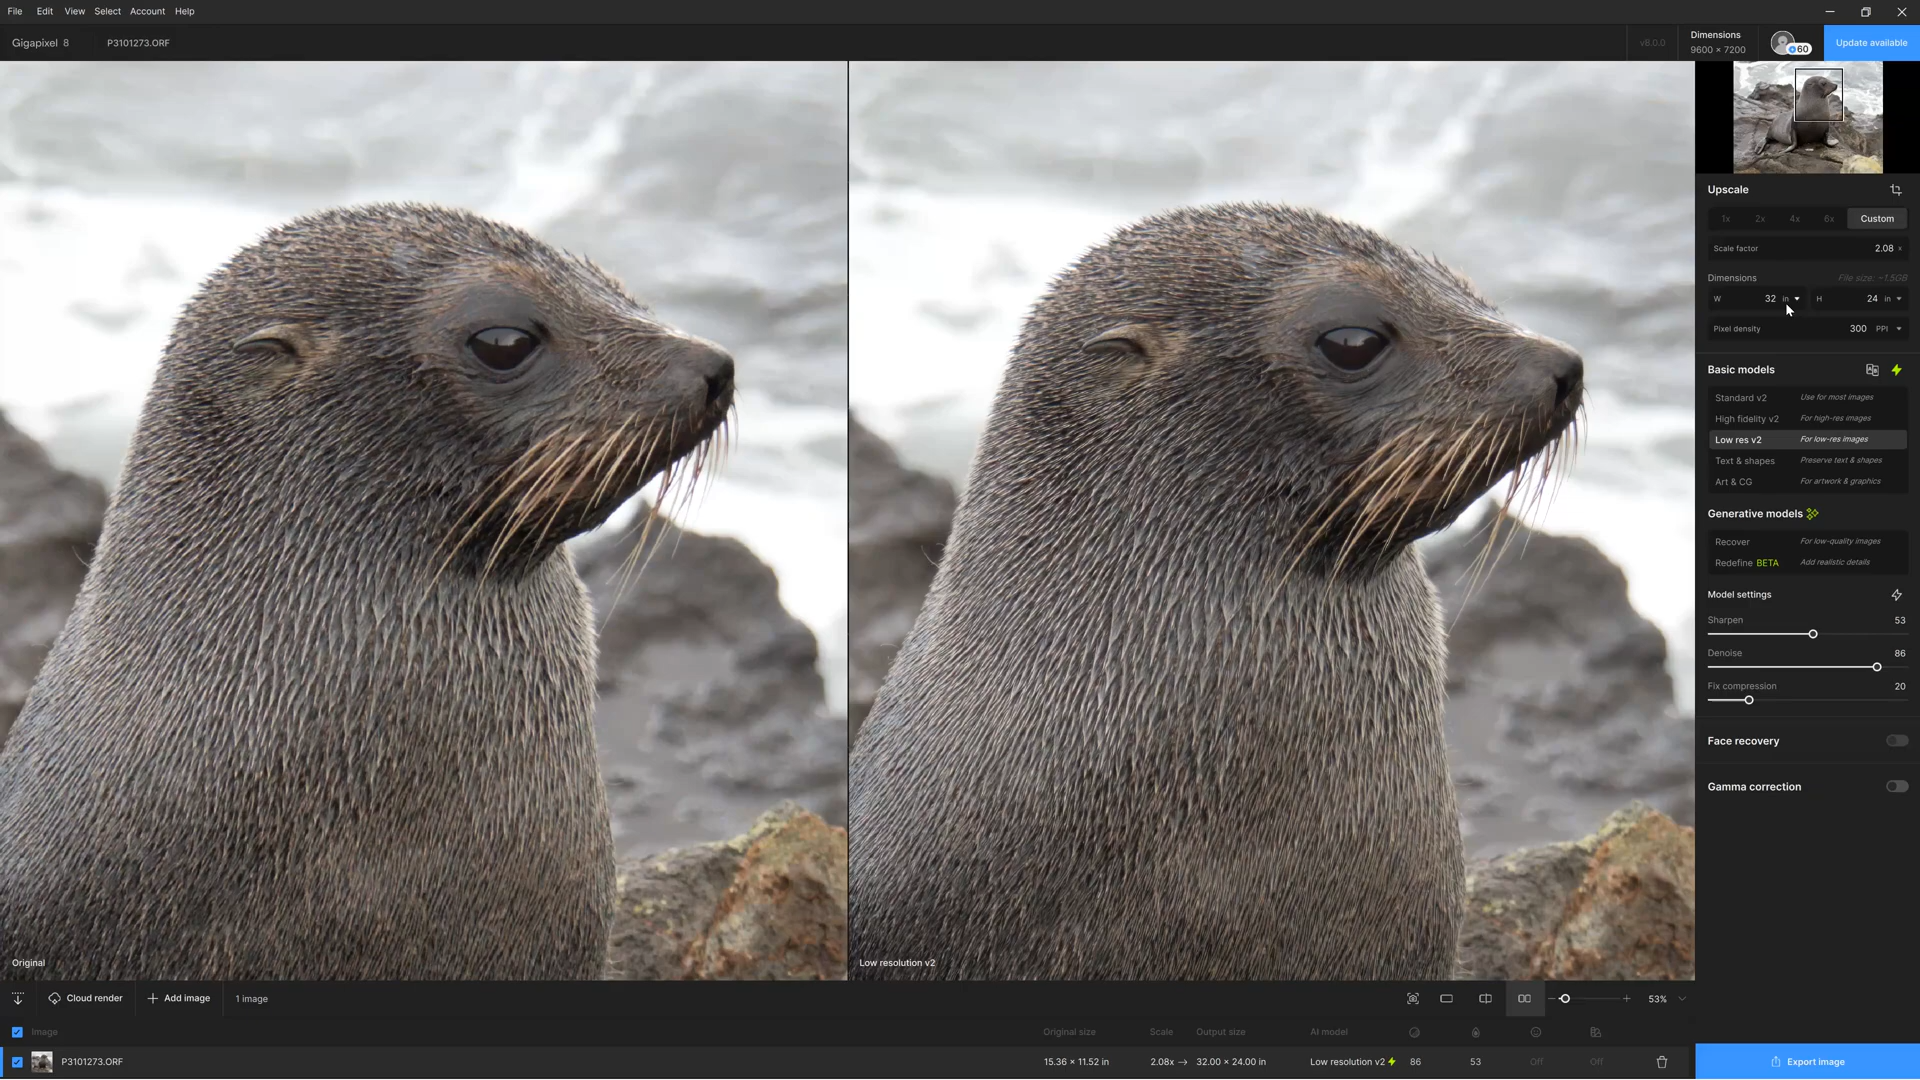 File Edit View Select Account Help
Gigapixel 8 P3101273.ORF v8.0.0 Dimensions 9600 × 7200 60 Update available
Upscale
1x 2x 4x 6x Custom
Scale factor 2.08 x
Dimensions File size: ~1.5GB
W 32 in H 24 in
Pixel density 300 PPI
Basic models
Standard v2 Use for most images
High fidelity v2 For high-res images
Low res v2 For low-res images
Text & shapes Preserve text & shapes
Art & CG For artwork & graphics
Generative models
Recover For low-quality images
Redefine BETA Add realistic details
Model settings
Sharpen 53
Denoise 86
Fix compression 20
Face recovery
Gamma correction
Original Low resolution v2
Cloud render Add image 1 image 53%
Image Original size Scale Output size AI model
P3101273.ORF 15.36 × 11.52 in 2.08x → 32.00 × 24.00 in Low resolution v2 86 53 Off Off
Export image